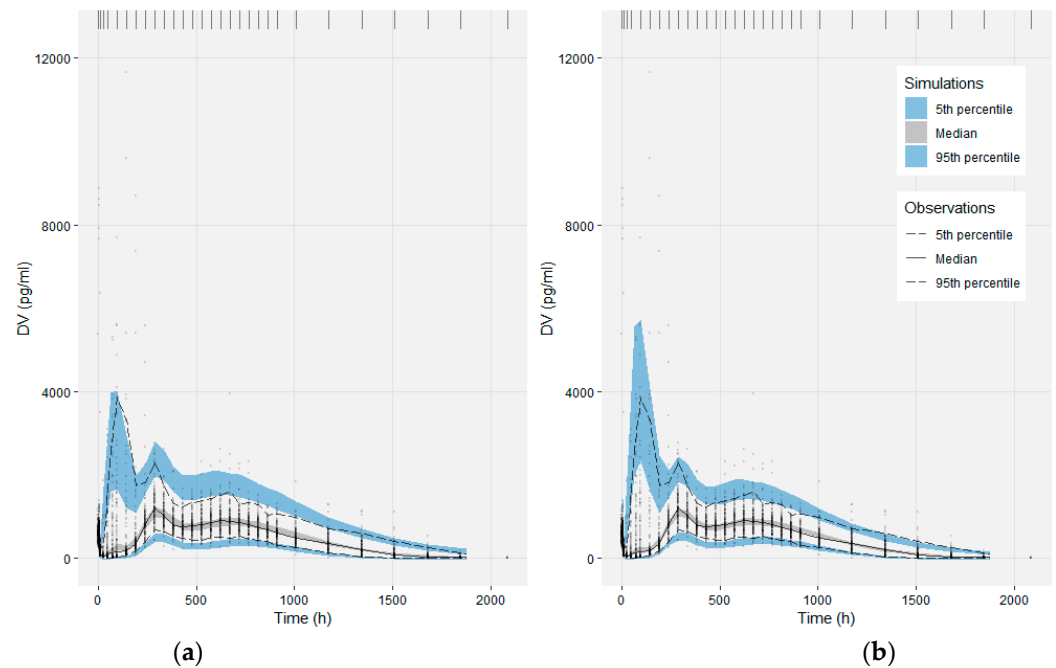 12000
8000
4000
0
DV (pg/ml)
0
500
1000
1500
2000
Time (h)
(a)
12000
8000
4000
0
DV (pg/ml)
0
500
1000
1500
2000
Time (h)
(b)
Simulations
5th percentile
Median
95th percentile
Observations
5th percentile
Median
95th percentile